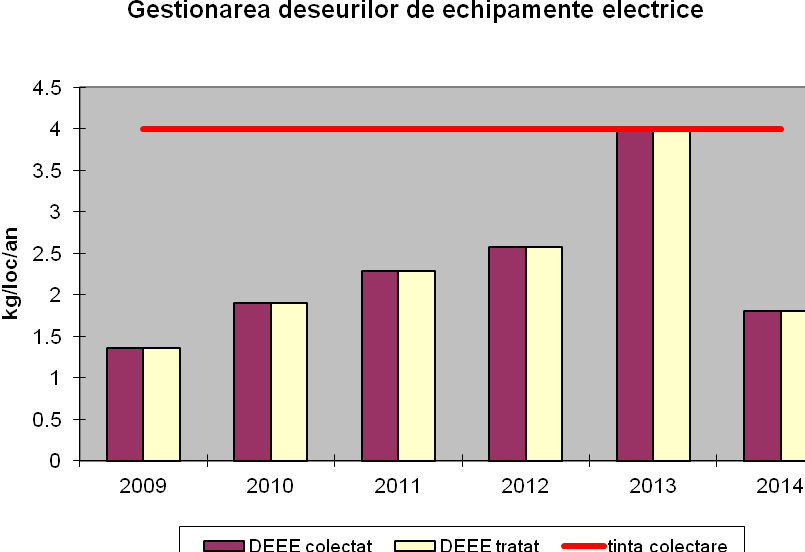 Gestionarea deseurilor de echipamente electrice
kg/loc/an
4.5
4
3.5
3
2.5
2
1.5
1
0.5
0
2009 2010 2011 2012 2013 2014
DEEE colectat DEEE tratat tinta colectare